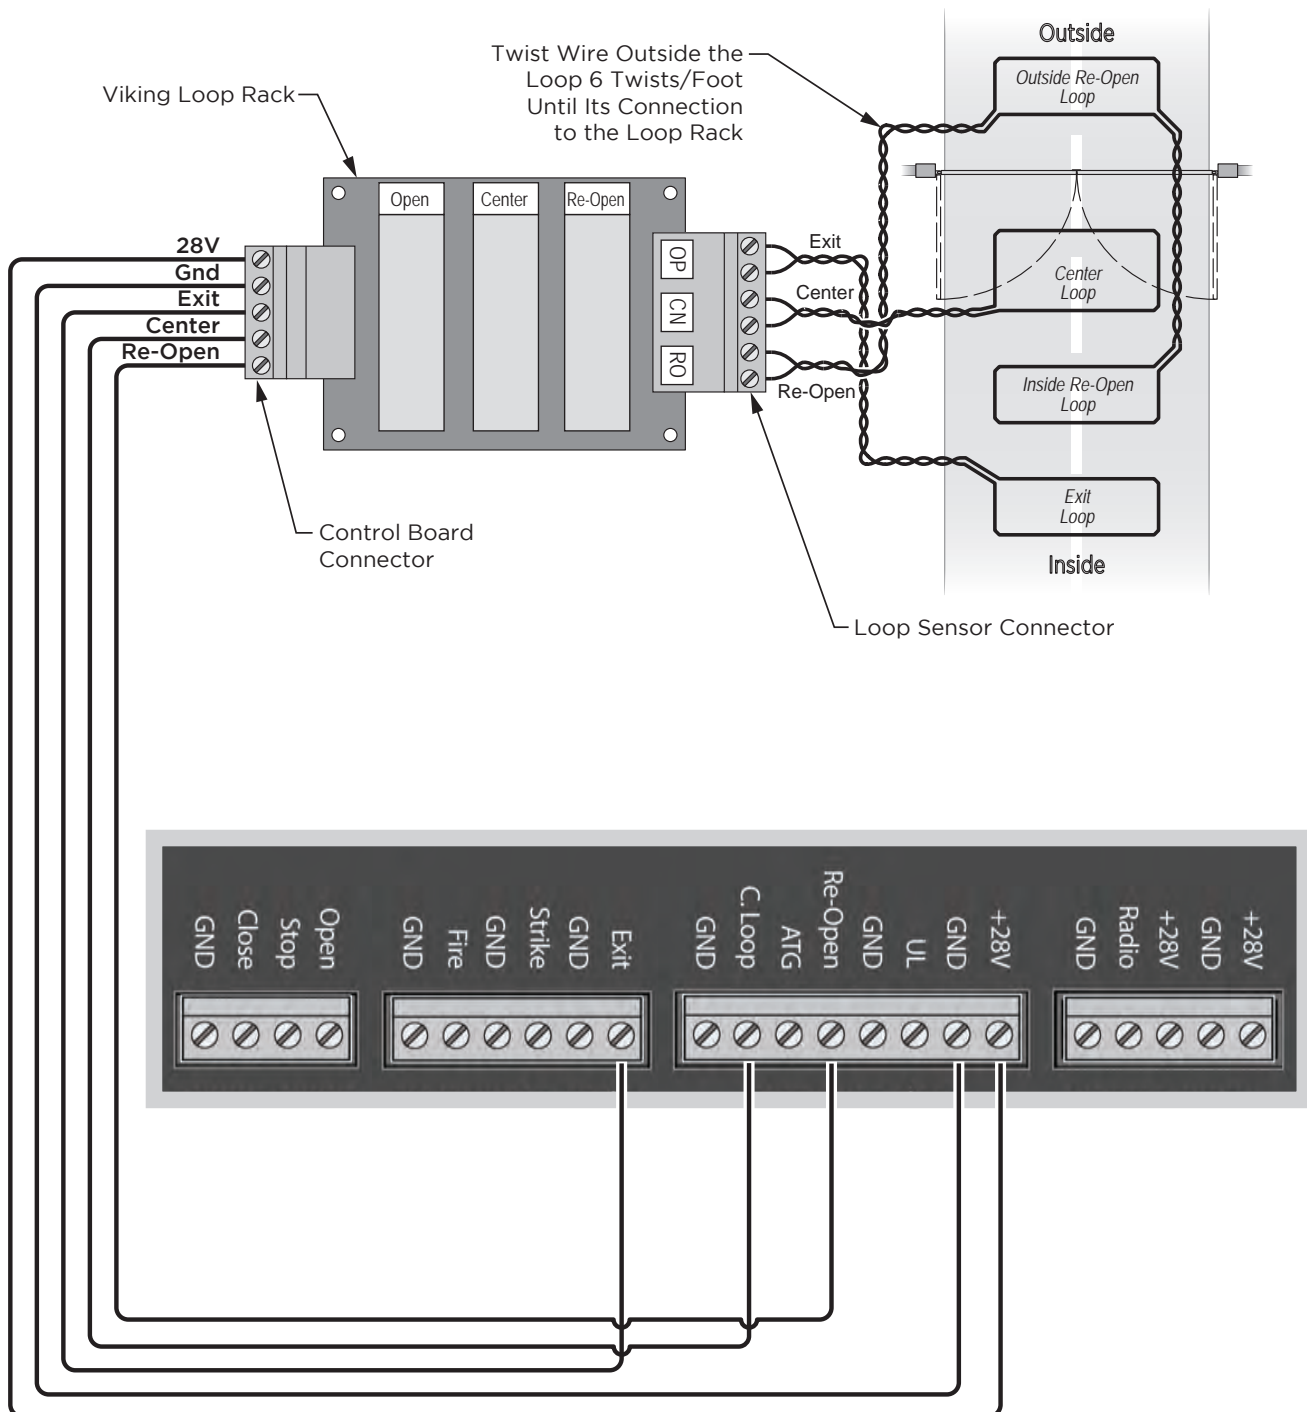 Outside
Twist Wire Outside the
Loop 6 Twists/Foot
Until Its Connection
to the Loop Rack
Outside Re-Open
Loop
Viking Loop Rack
Open
Center
Re-Open
28V
Gnd
Exit
Center
Re-Open
OP
CN
RO
Exit
Center
Re-Open
Center
Loop
Inside Re-Open
Loop
Exit
Loop
Inside
Control Board
Connector
Loop Sensor Connector
GND
Close
Stop
Open
GND
Fire
GND
Strike
GND
Exit
GND
C. Loop
ATG
Re-Open
GND
UL
GND
+28V
GND
Radio
+28V
GND
+28V